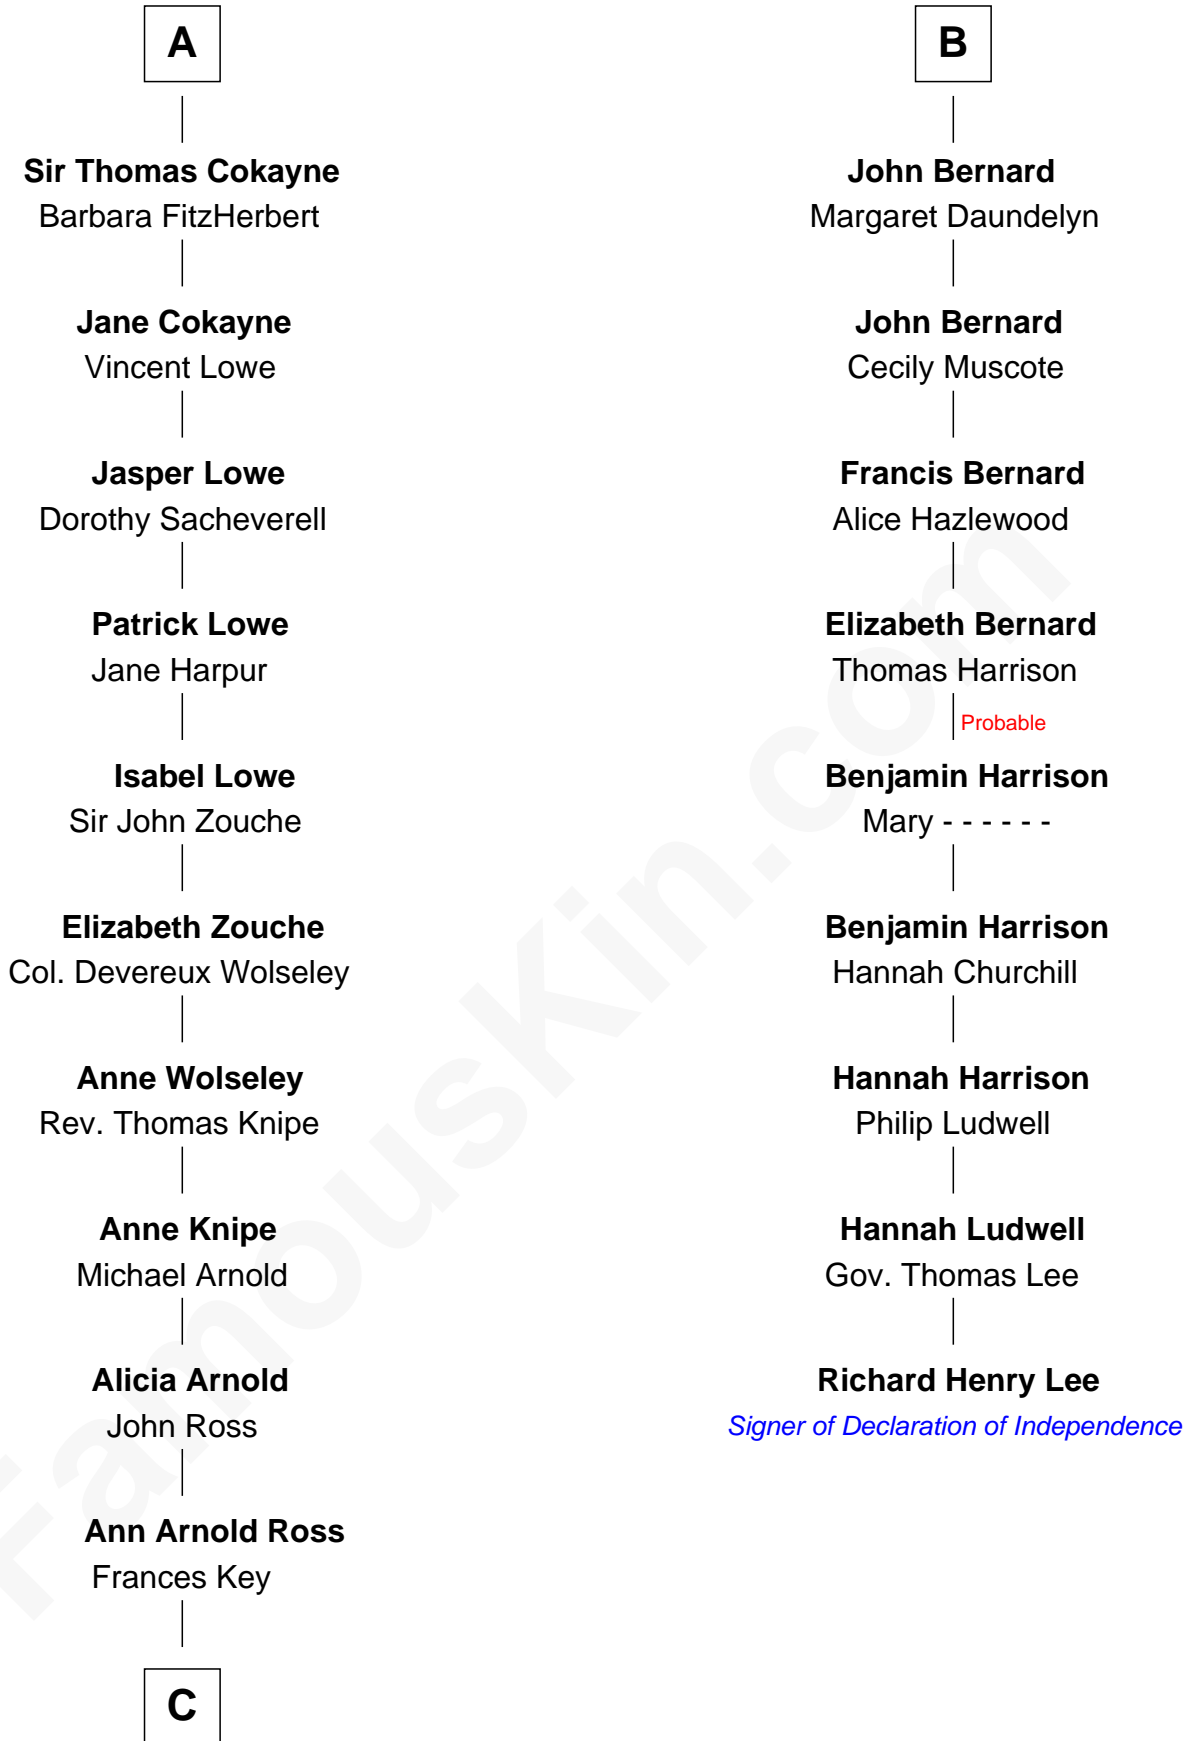 A
Sir Thomas Cokayne
Barbara FitzHerbert
Jane Cokayne
Vincent Lowe
Jasper Lowe
Dorothy Sacheverell
Patrick Lowe
Jane Harpur
Isabel Lowe
Sir John Zouche
Elizabeth Zouche
Col. Devereux Wolseley
Anne Wolseley
Rev. Thomas Knipe
Anne Knipe
Michael Arnold
Alicia Arnold
John Ross
Ann Arnold Ross
Frances Key
C
B
John Bernard
Margaret Daundelyn
John Bernard
Cecily Muscote
Francis Bernard
Alice Hazlewood
Elizabeth Bernard
Thomas Harrison
Probable
Benjamin Harrison
Mary - - - - - -
Benjamin Harrison
Hannah Churchill
Hannah Harrison
Philip Ludwell
Hannah Ludwell
Gov. Thomas Lee
Richard Henry Lee
Signer of Declaration of Independence
FamousKin.com